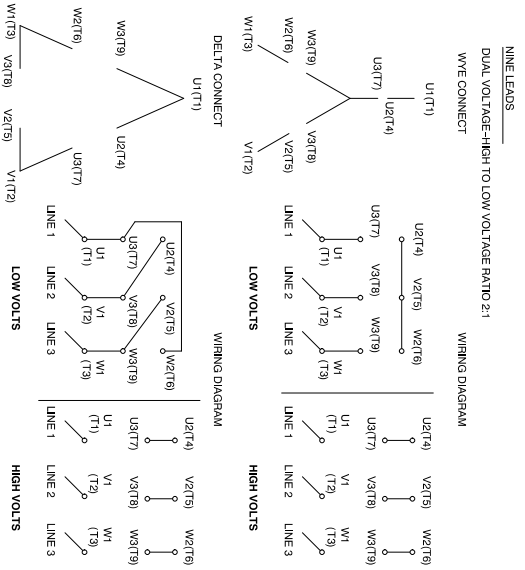 NINE LEADS
DUAL VOLTAGE-HIGH TO LOW VOLTAGE RATIO 2:1
WYE CONNECT
WIRING DIAGRAM
U1(T1)
U2(T4)
U3(T7)
W3(T9) V3(T8)
W2(T6) V2(T5)
W1(T3) V1(T2)
U2(T4) V2(T5) W2(T6)
U3(T7) V3(T8) W3(T9)
U1 V1 W1
(T1) (T2) (T3)
LINE 1 LINE 2 LINE 3
LOW VOLTS
U2(T4) V2(T5) W2(T6)
U3(T7) V3(T8) W3(T9)
U1 V1 W1
(T1) (T2) (T3)
LINE 1 LINE 2 LINE 3
HIGH VOLTS
DELTA CONNECT
WIRING DIAGRAM
U1(T1)
W3(T9) U2(T4)
W2(T6) U3(T7)
V3(T8) V2(T5)
W1(T3) V1(T2)
U2(T4) V2(T5) W2(T6)
U3(T7) V3(T8) W3(T9)
U1 V1 W1
(T1) (T2) (T3)
LINE 1 LINE 2 LINE 3
LOW VOLTS
U2(T4) V2(T5) W2(T6)
U3(T7) V3(T8) W3(T9)
U1 V1 W1
(T1) (T2) (T3)
LINE 1 LINE 2 LINE 3
HIGH VOLTS